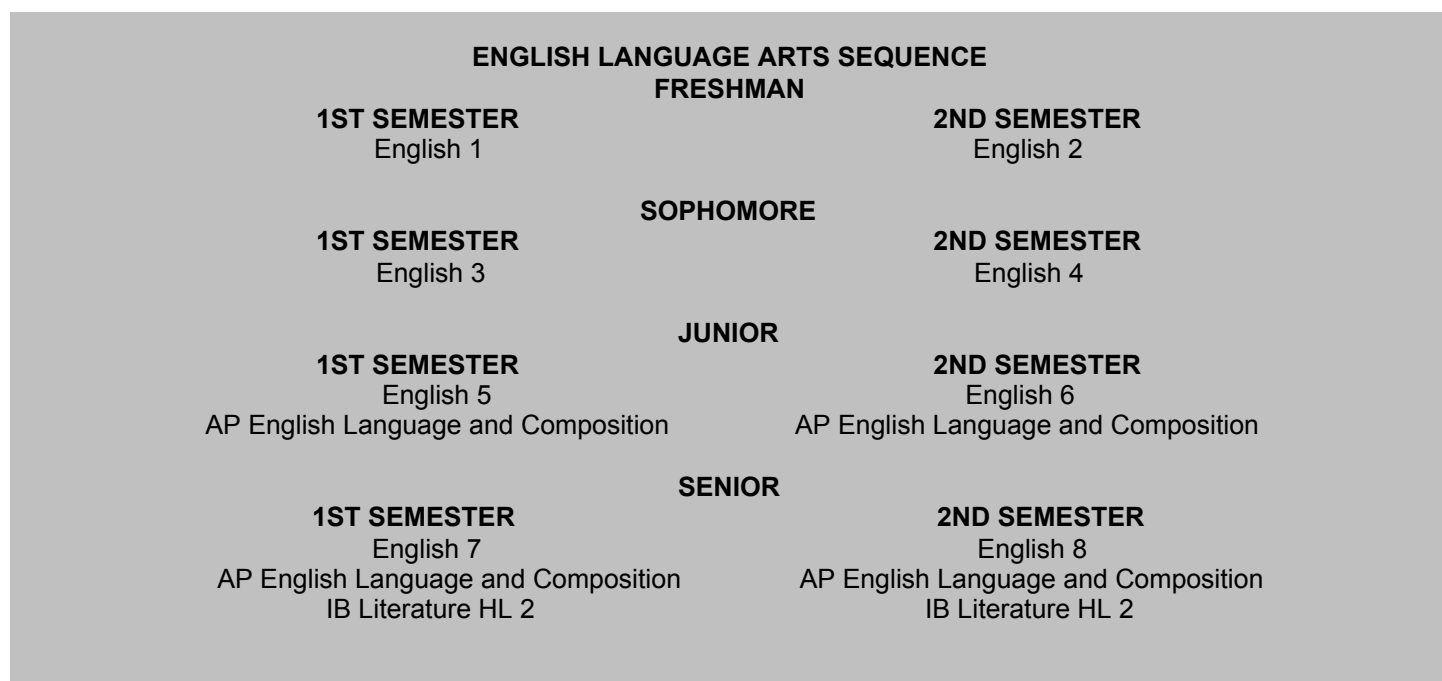 ENGLISH LANGUAGE ARTS SEQUENCE
FRESHMAN
1ST SEMESTER 2ND SEMESTER
English 1 English 2
SOPHOMORE
1ST SEMESTER 2ND SEMESTER
English 3 English 4
JUNIOR
1ST SEMESTER 2ND SEMESTER
English 5 English 6
AP English Language and Composition AP English Language and Composition
SENIOR
1ST SEMESTER 2ND SEMESTER
English 7 English 8
AP English Language and Composition AP English Language and Composition
IB Literature HL 2 IB Literature HL 2